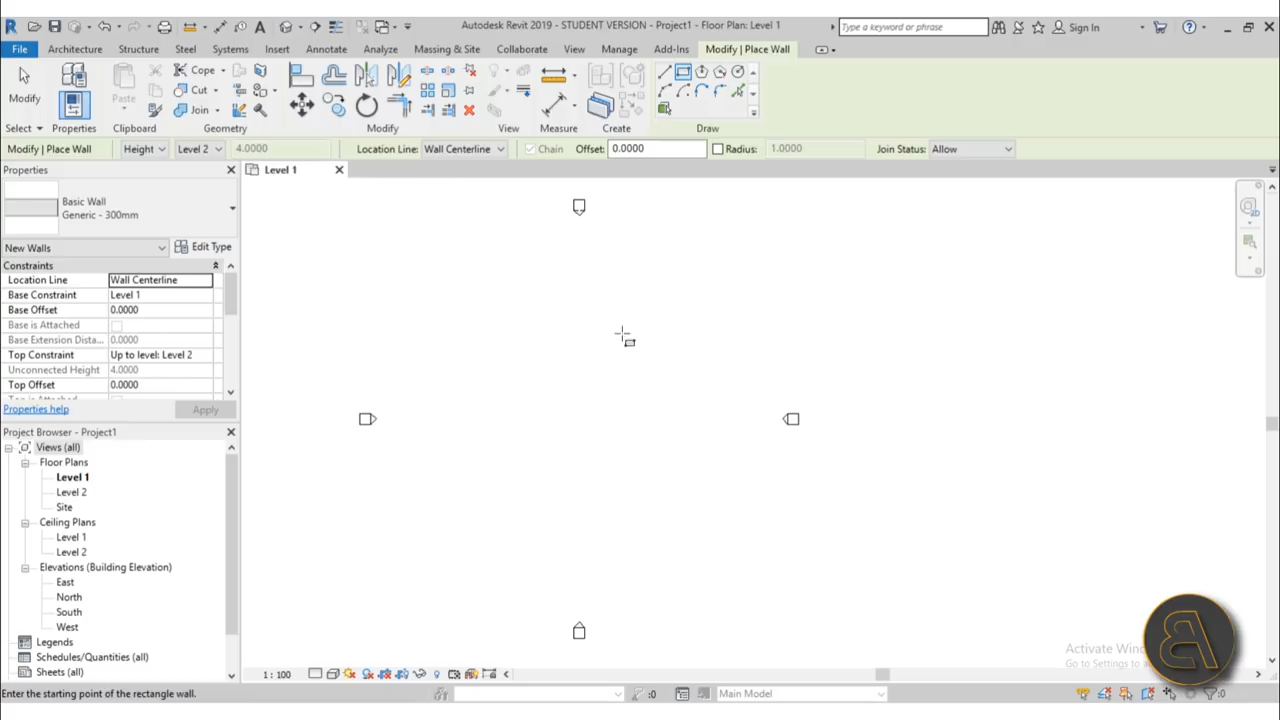 Autodesk Revit 2019 - STUDENT VERSION - Project1 - Floor Plan: Level 1
Type a keyword or phrase
Sign In
File Architecture Structure Steel Systems Insert Annotate Analyze Massing & Site Collaborate View Manage Add-Ins Modify | Place Wall
Modify
Paste
Cope
Cut
Join
Select Properties Clipboard Geometry Modify View Measure Create Draw
Modify | Place Wall Height Level 2 4.0000 Location Line: Wall Centerline Chain Offset: 0.0000 Radius: 1.0000 Join Status: Allow
Properties
Level 1
Basic Wall
Generic - 300mm
New Walls Edit Type
Constraints
Location Line Wall Centerline
Base Constraint Level 1
Base Offset 0.0000
Base is Attached
Base Extension Dista... 0.0000
Top Constraint Up to level: Level 2
Unconnected Height 4.0000
Top Offset 0.0000
Properties help Apply
Project Browser - Project1
Views (all)
Floor Plans
Level 1
Level 2
Site
Ceiling Plans
Level 1
Level 2
Elevations (Building Elevation)
East
North
South
West
Legends
Schedules/Quantities (all)
Sheets (all)
1 : 100
Activate Win
Go to Settings to a
Enter the starting point of the rectangle wall.
:0
Main Model
:0